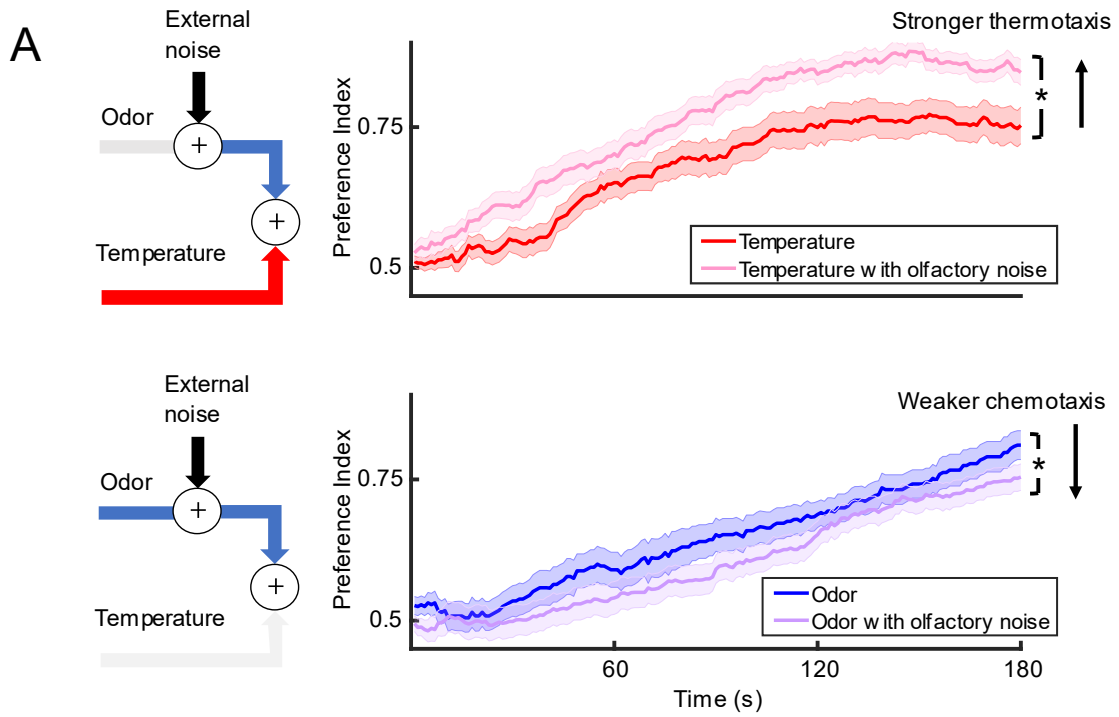 A
External
noise
Odor
+
+
Temperature
Stronger thermotaxis
Preference Index
0.75
0.5
*
Temperature
Temperature with olfactory noise
External
noise
Odor
+
+
Temperature
Weaker chemotaxis
Preference Index
0.75
0.5
*
Odor
Odor with olfactory noise
60
120
180
Time (s)